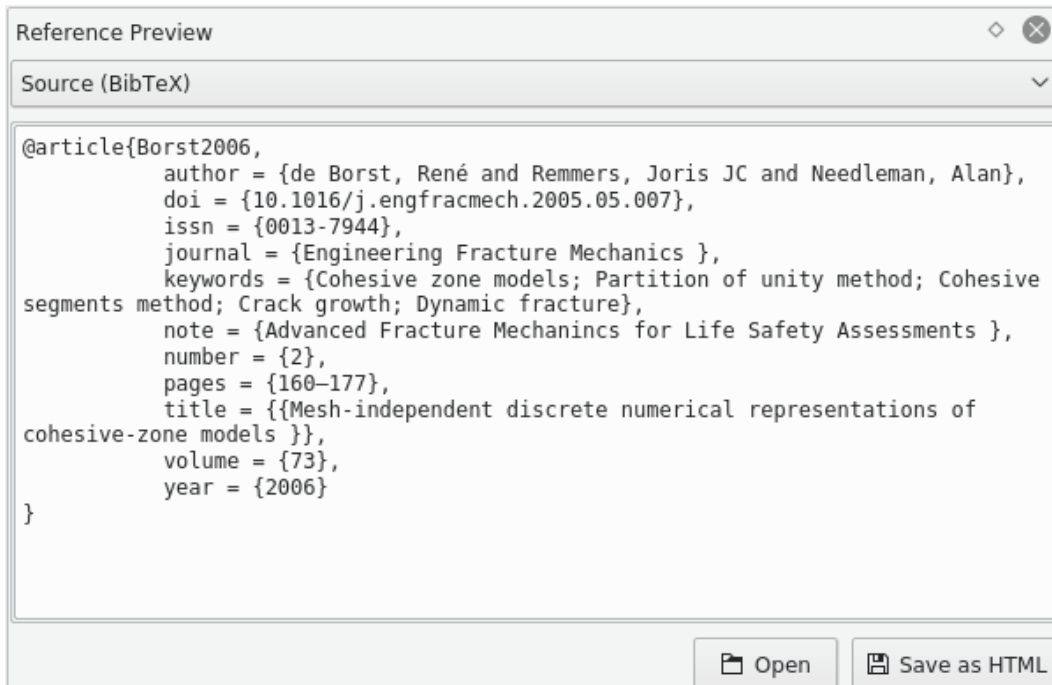 Reference Preview
Source (BibTeX)
@article{Borst2006,
author = {de Borst, René and Remmers, Joris JC and Needleman, Alan},
doi = {10.1016/j.engfracmech.2005.05.007},
issn = {0013-7944},
journal = {Engineering Fracture Mechanics },
keywords = {Cohesive zone models; Partition of unity method; Cohesive
segments method; Crack growth; Dynamic fracture},
note = {Advanced Fracture Mechanincs for Life Safety Assessments },
number = {2},
pages = {160–177},
title = {{Mesh-independent discrete numerical representations of
cohesive-zone models }},
volume = {73},
year = {2006}
}
Open
Save as HTML